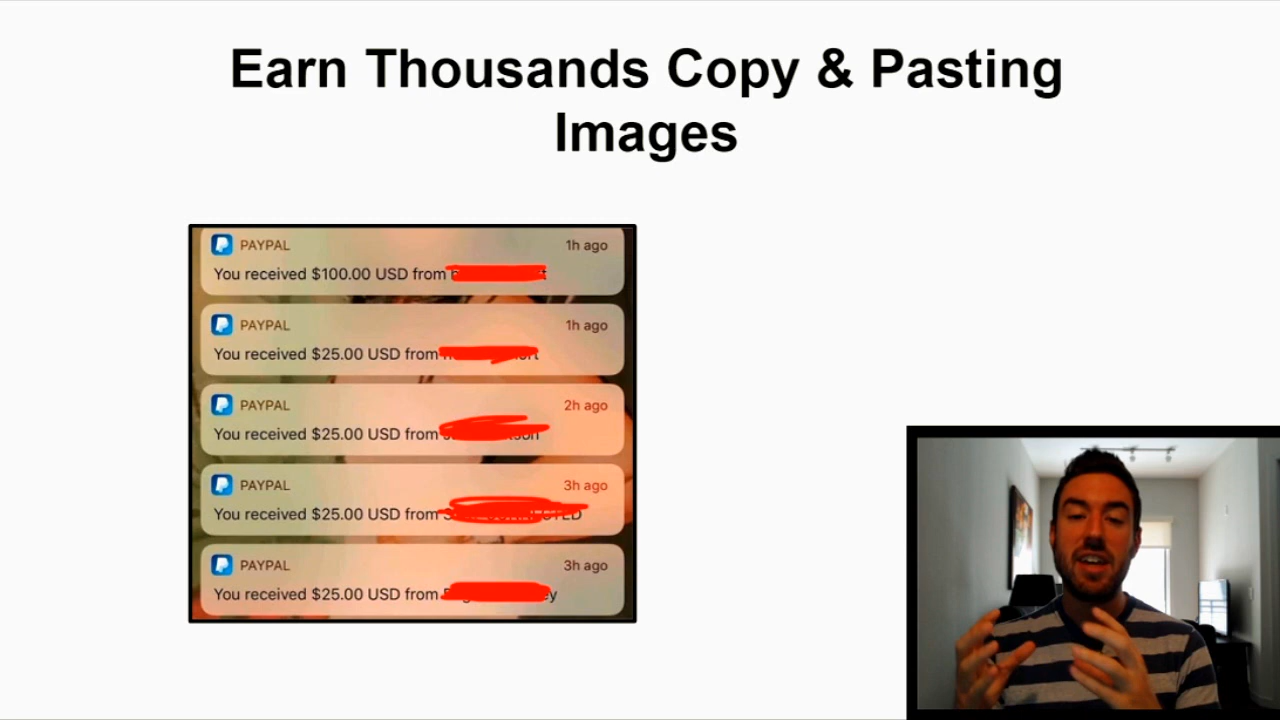 Earn Thousands Copy & Pasting
Images
PAYPAL 1h ago
You received $100.00 USD from
PAYPAL 1h ago
You received $25.00 USD from
PAYPAL 2h ago
You received $25.00 USD from
PAYPAL 3h ago
You received $25.00 USD from
PAYPAL 3h ago
You received $25.00 USD from